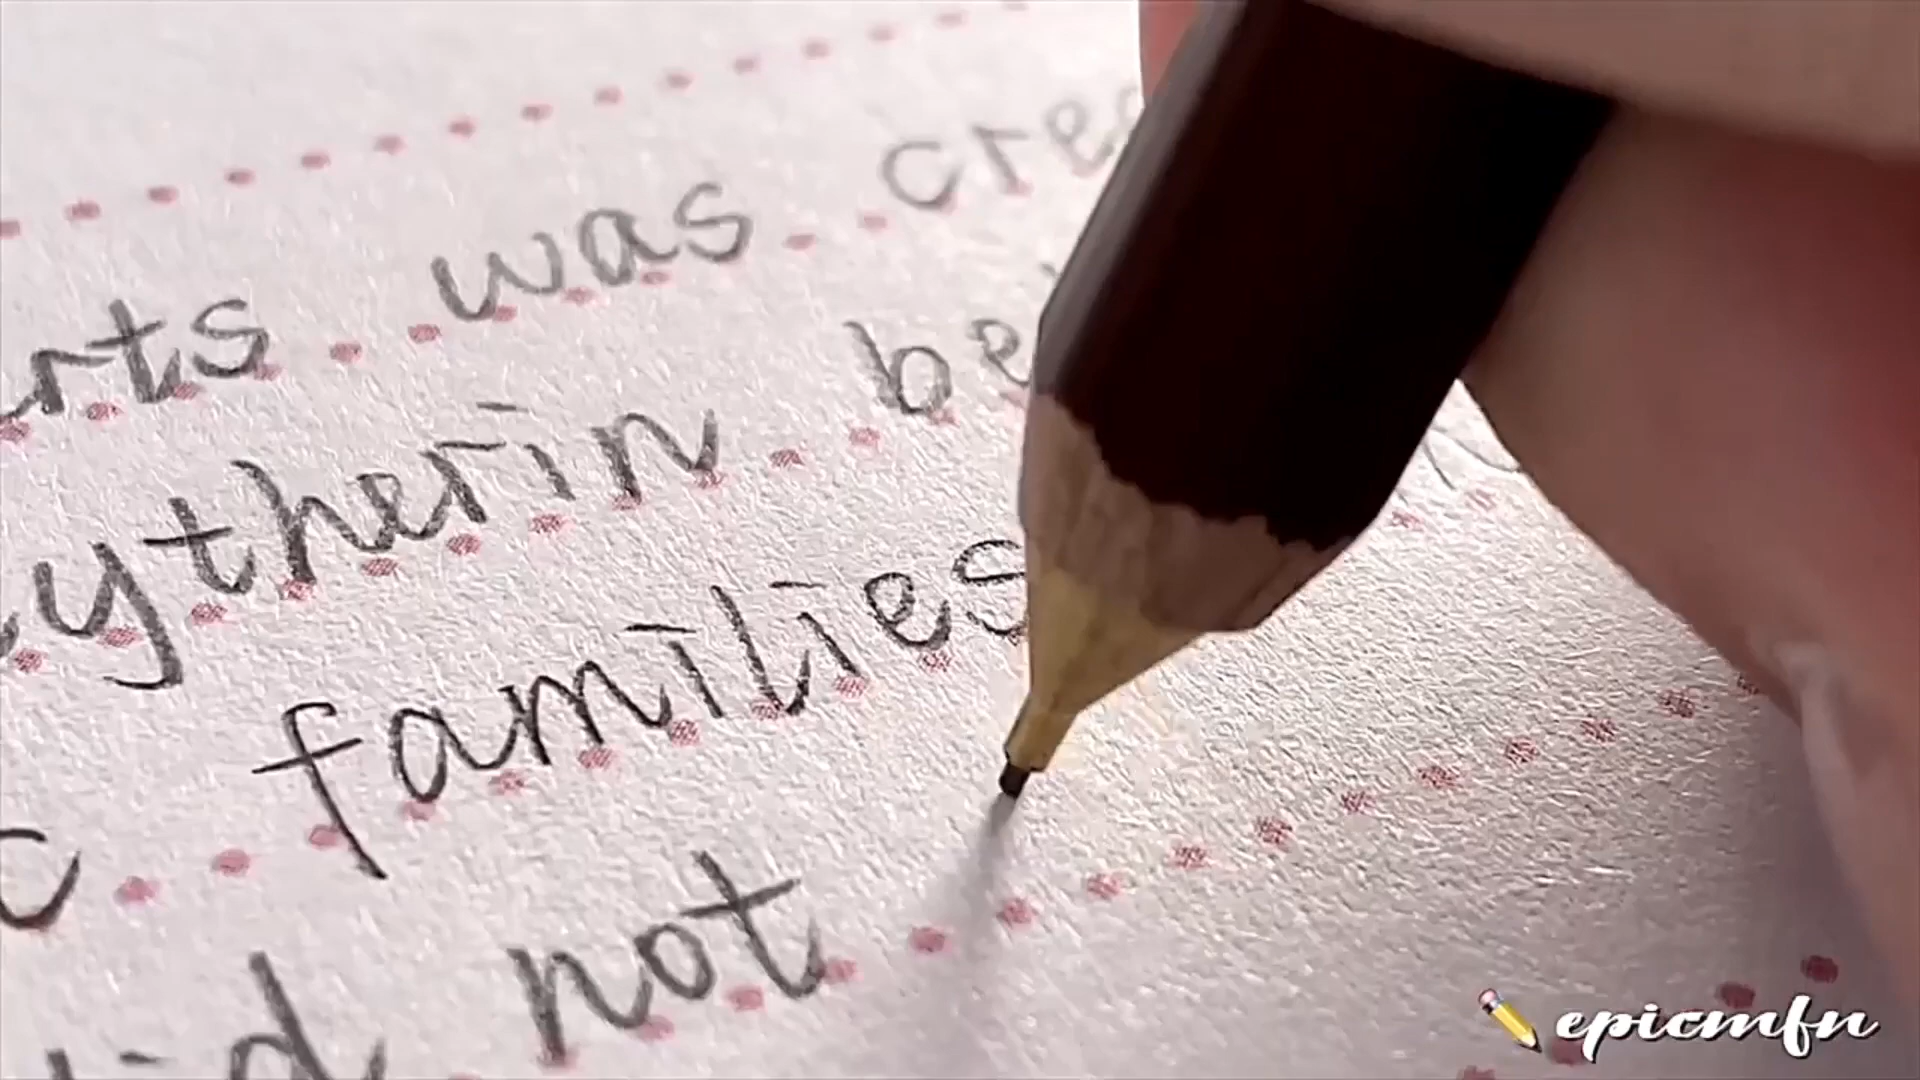 rts was cre
ytherin be
families
not
epicmfn